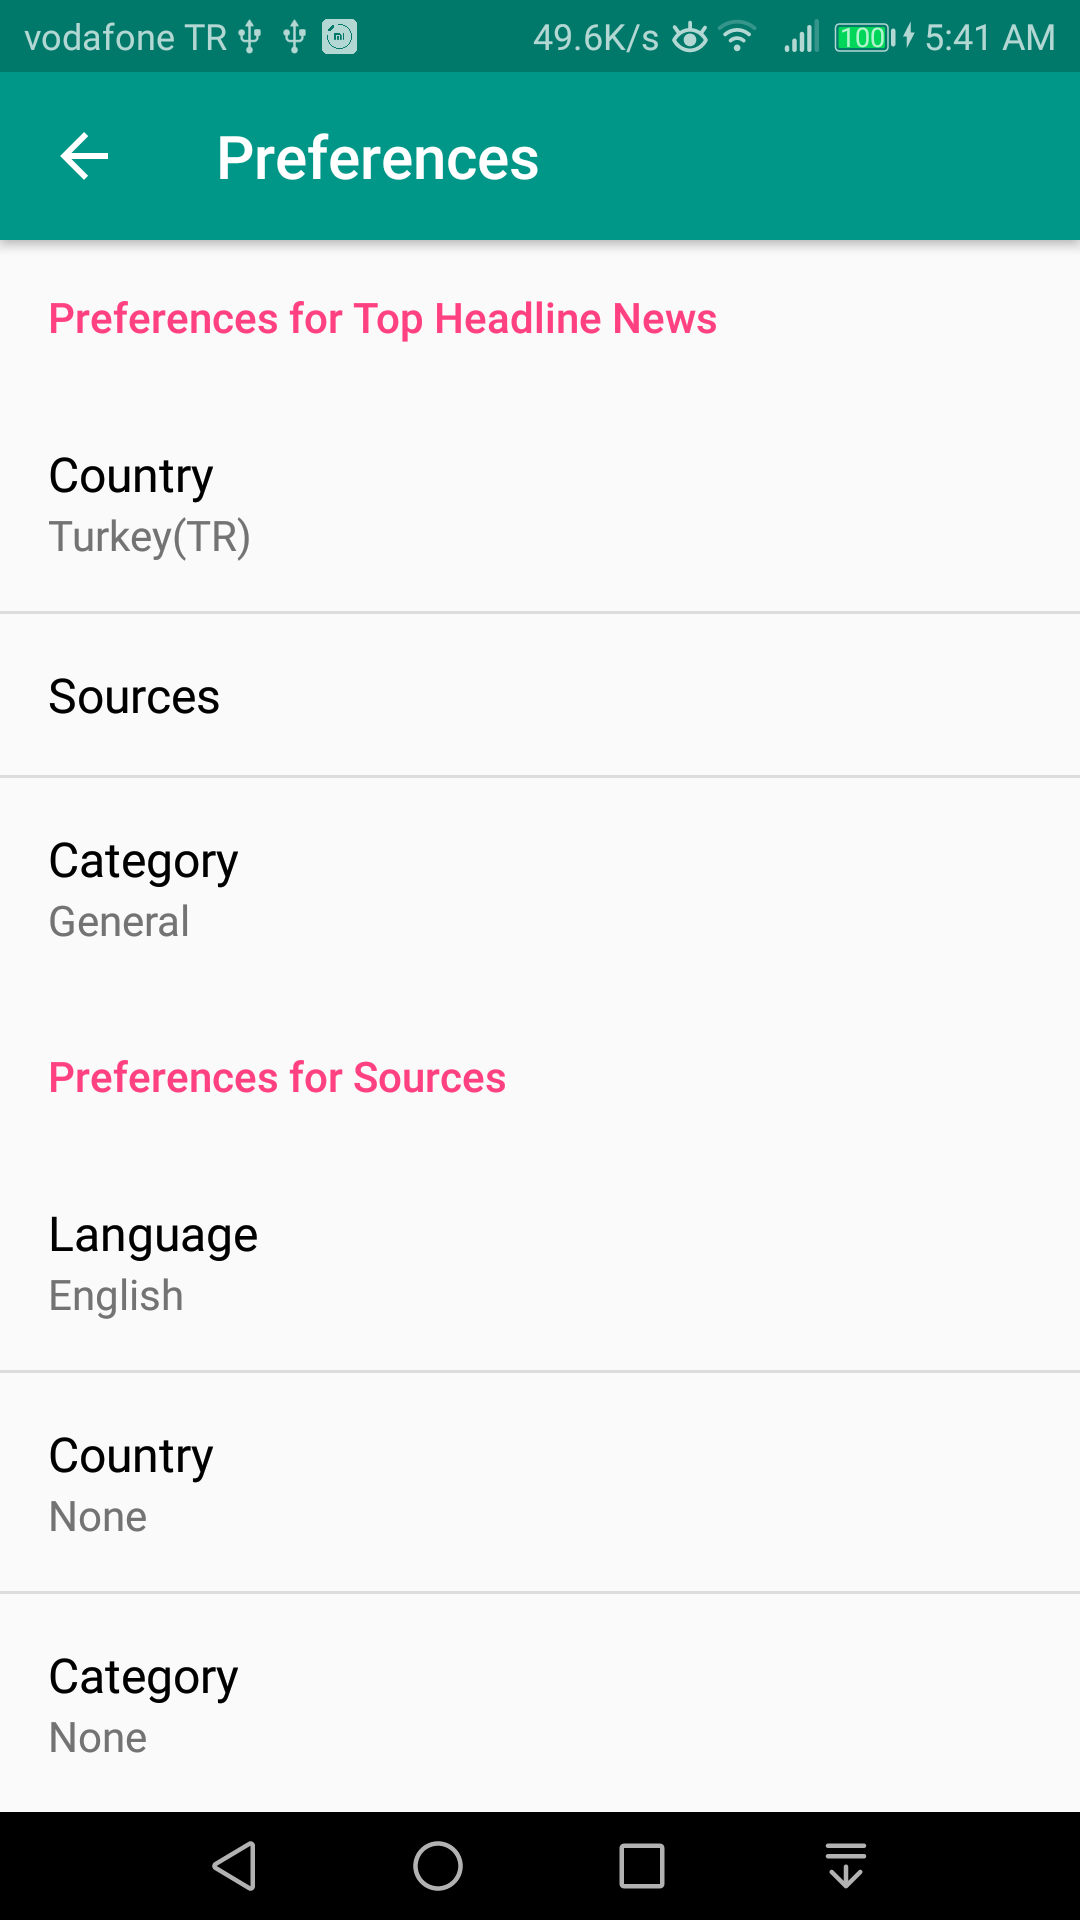 vodafone TR 49.6K/s 100 5:41 AM
Preferences
Preferences for Top Headline News
Country
Turkey(TR)
Sources
Category
General
Preferences for Sources
Language
English
Country
None
Category
None